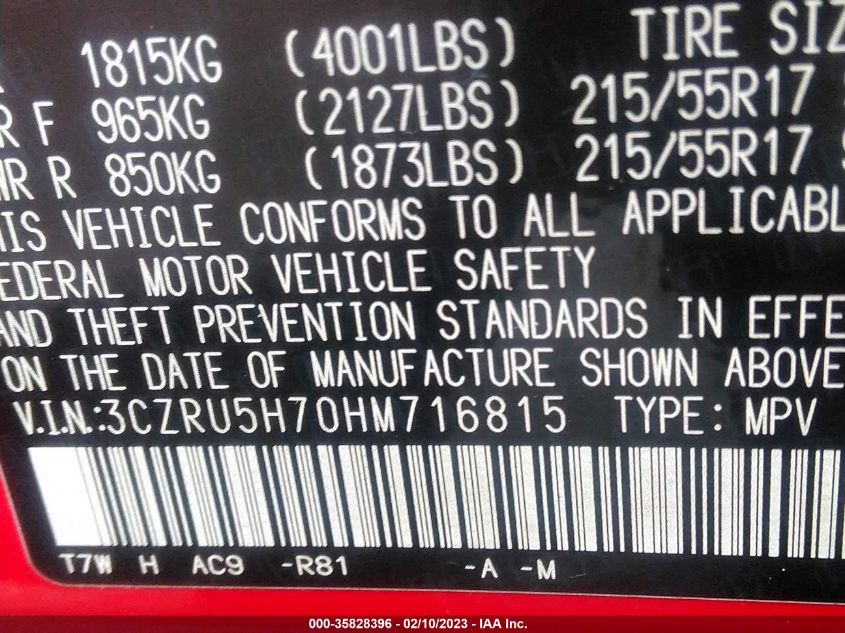 1815KG (4001LBS) TIRE SIZ
R F 965KG (2127LBS) 215/55R17
R R 850KG (1873LBS) 215/55R17
HIS VEHICLE CONFORMS TO ALL APPLICABL
EDERAL MOTOR VEHICLE SAFETY
AND THEFT PREVENTION STANDARDS IN EFFE
ON THE DATE OF MANUFACTURE SHOWN ABOVE
V.I.N.:3CZRU5H70HM716815 TYPE: MPV
T7W H AC9 -R81 -A -M
000-35828396 - 02/10/2023 - IAA Inc.